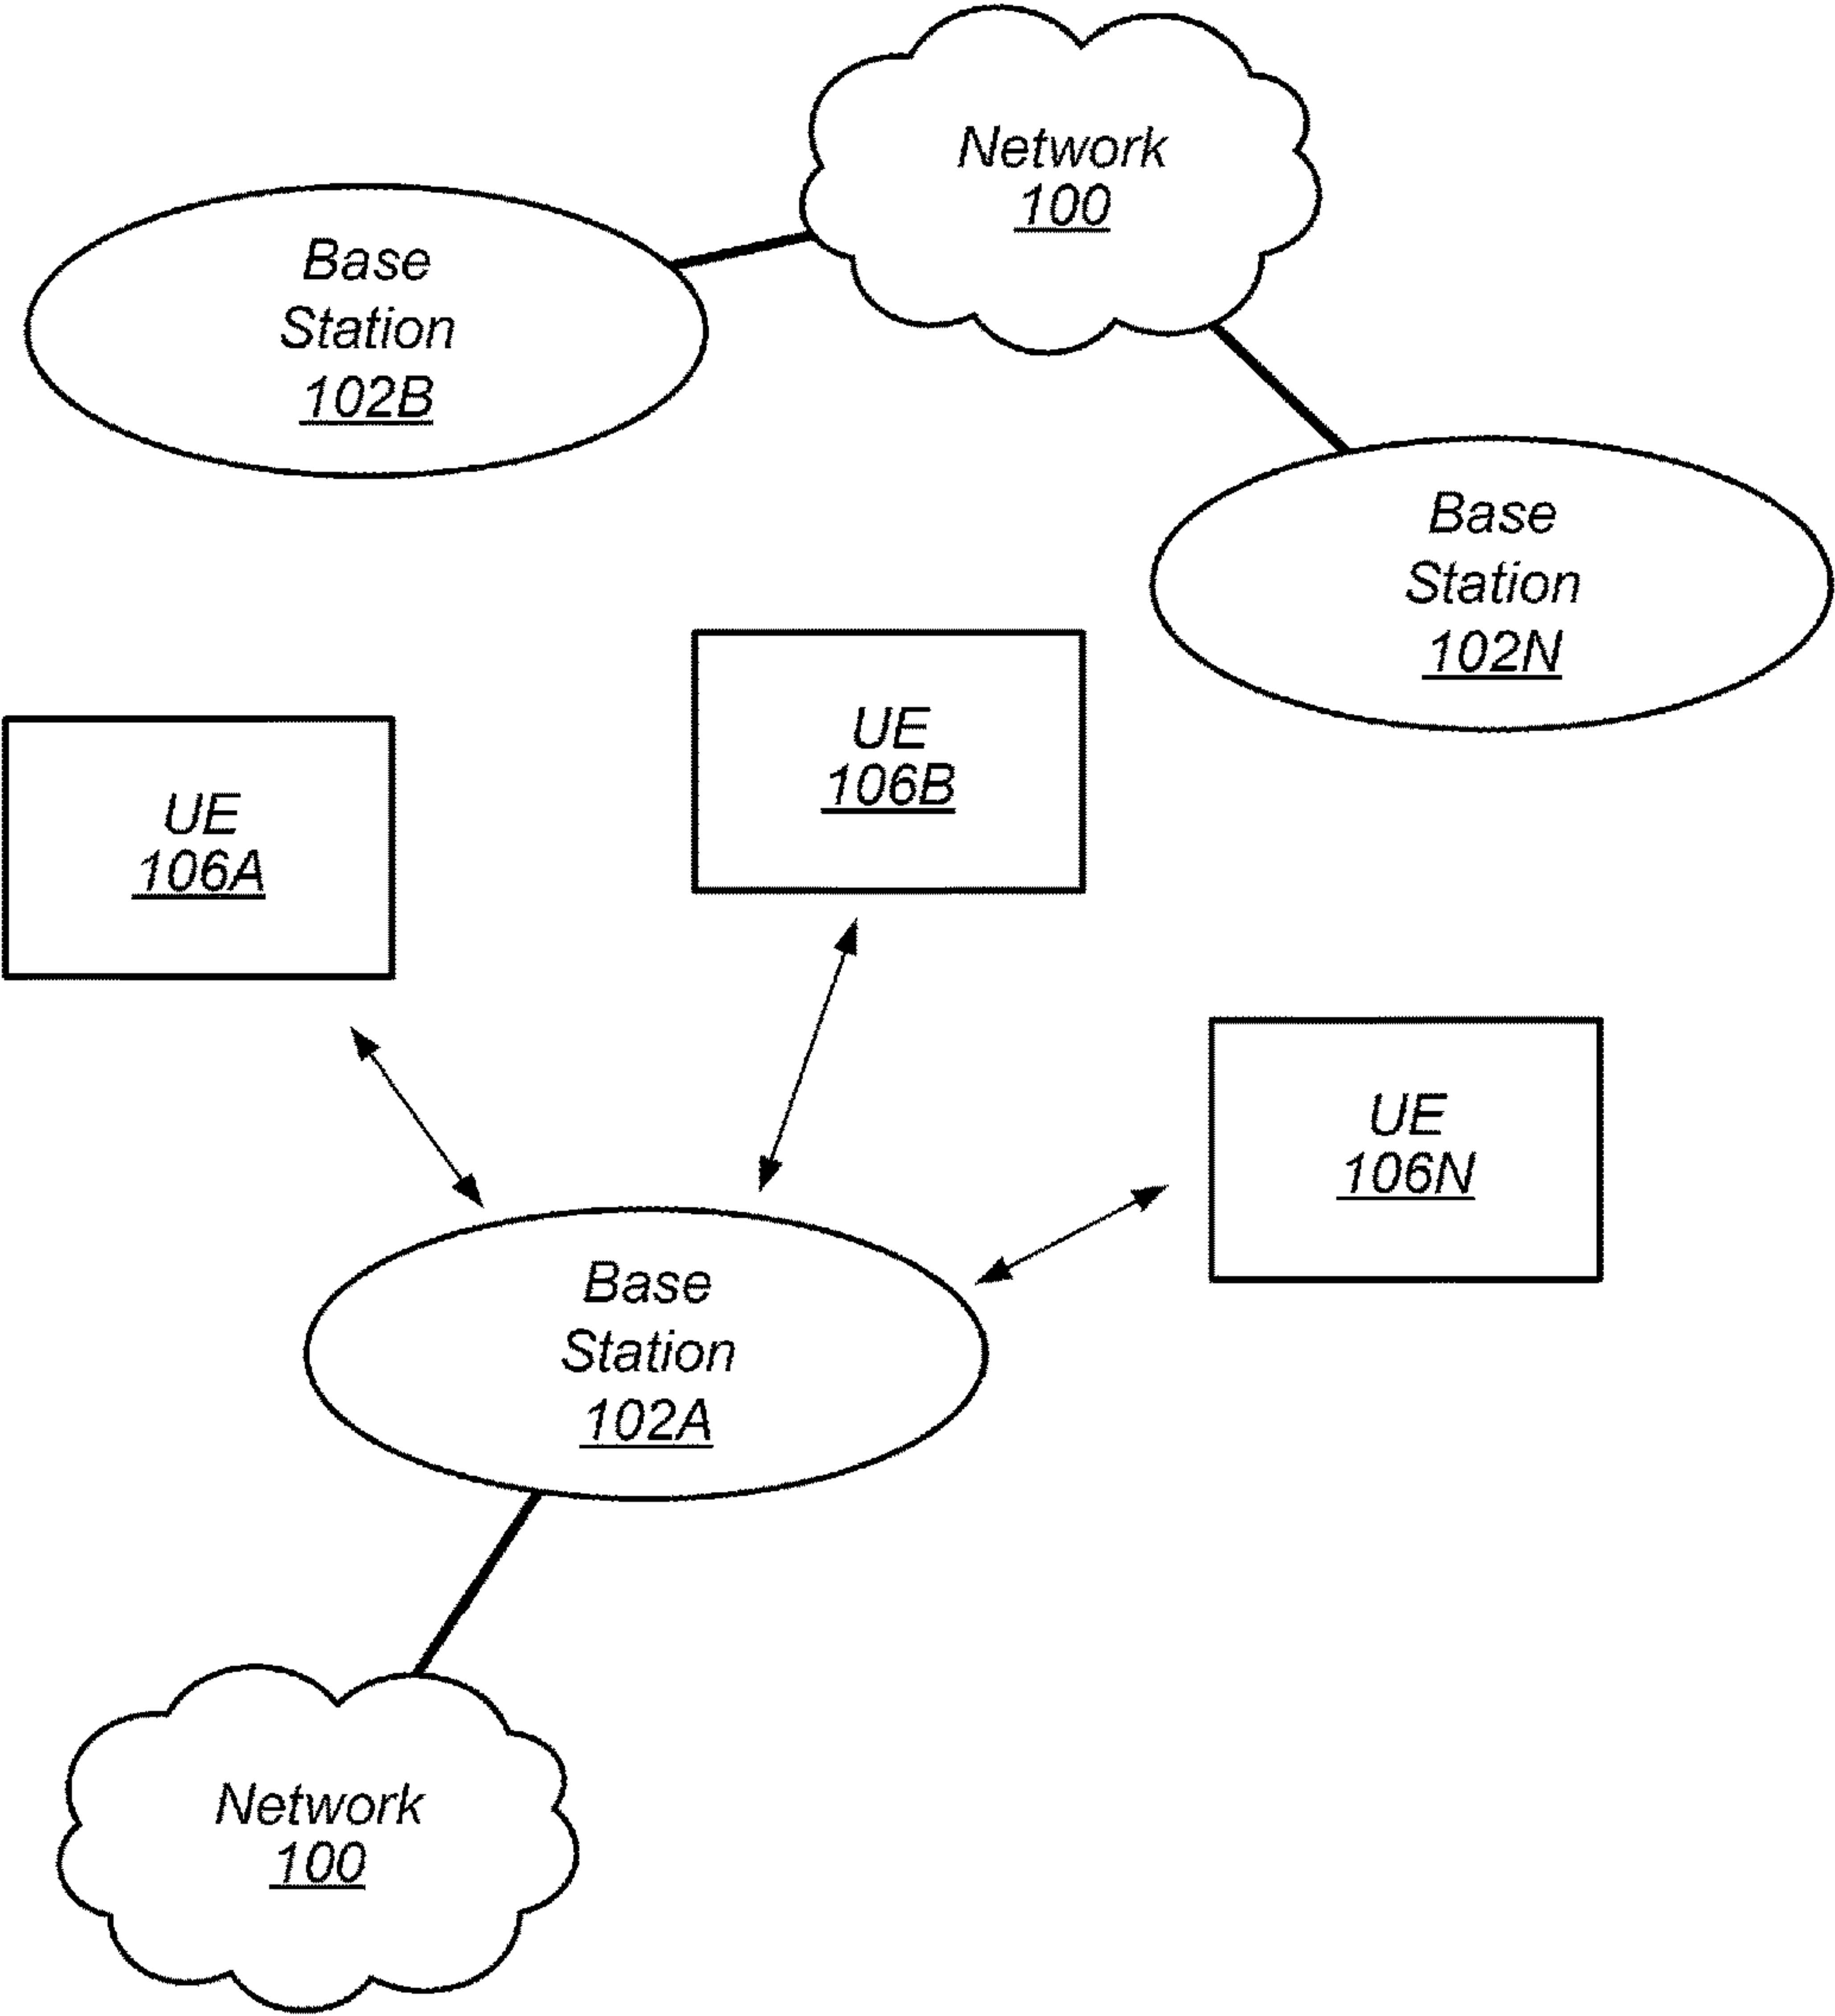 Network
100
Base
Station
102B
Base
Station
102N
UE
106B
UE
106A
UE
106N
Base
Station
102A
Network
100